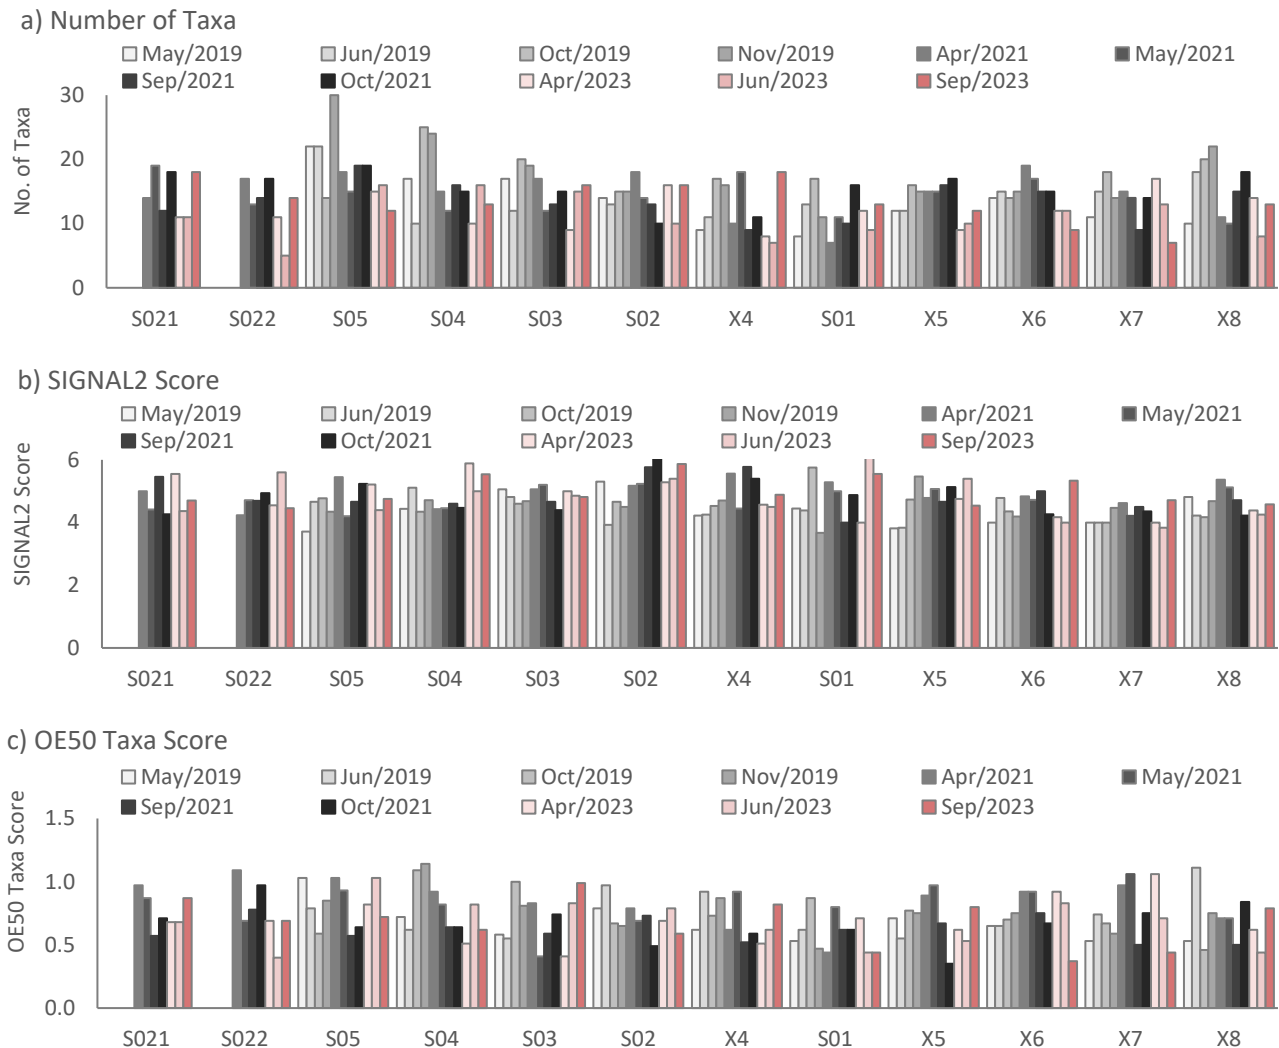 a) Number of Taxa
May/2019 Jun/2019 Oct/2019 Nov/2019 Apr/2021 May/2021
Sep/2021 Oct/2021 Apr/2023 Jun/2023 Sep/2023
No. of Taxa
30
20
10
0
S021 S022 S05 S04 S03 S02 X4 S01 X5 X6 X7 X8
b) SIGNAL2 Score
May/2019 Jun/2019 Oct/2019 Nov/2019 Apr/2021 May/2021
Sep/2021 Oct/2021 Apr/2023 Jun/2023 Sep/2023
SIGNAL2 Score
6
4
2
0
S021 S022 S05 S04 S03 S02 X4 S01 X5 X6 X7 X8
c) OE50 Taxa Score
May/2019 Jun/2019 Oct/2019 Nov/2019 Apr/2021 May/2021
Sep/2021 Oct/2021 Apr/2023 Jun/2023 Sep/2023
OE50 Taxa Score
1.5
1.0
0.5
0.0
S021 S022 S05 S04 S03 S02 X4 S01 X5 X6 X7 X8